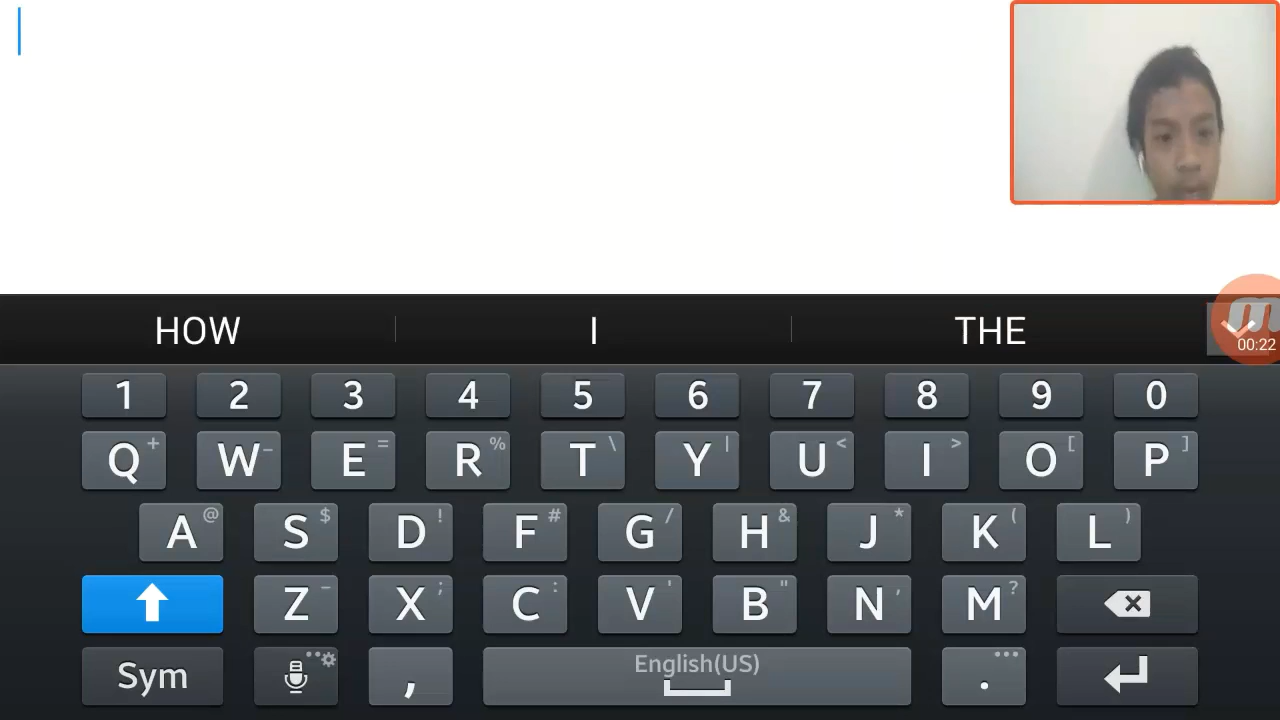 HOW I THE
00:22
1 2 3 4 5 6 7 8 9 0
Q + W - E = R % T \ Y | U < I > O [ P ]
A @ S $ D ! F # G / H & J * K ( L )
Z - X ; C : V ' B " N , M ?
Sym , English(US) .